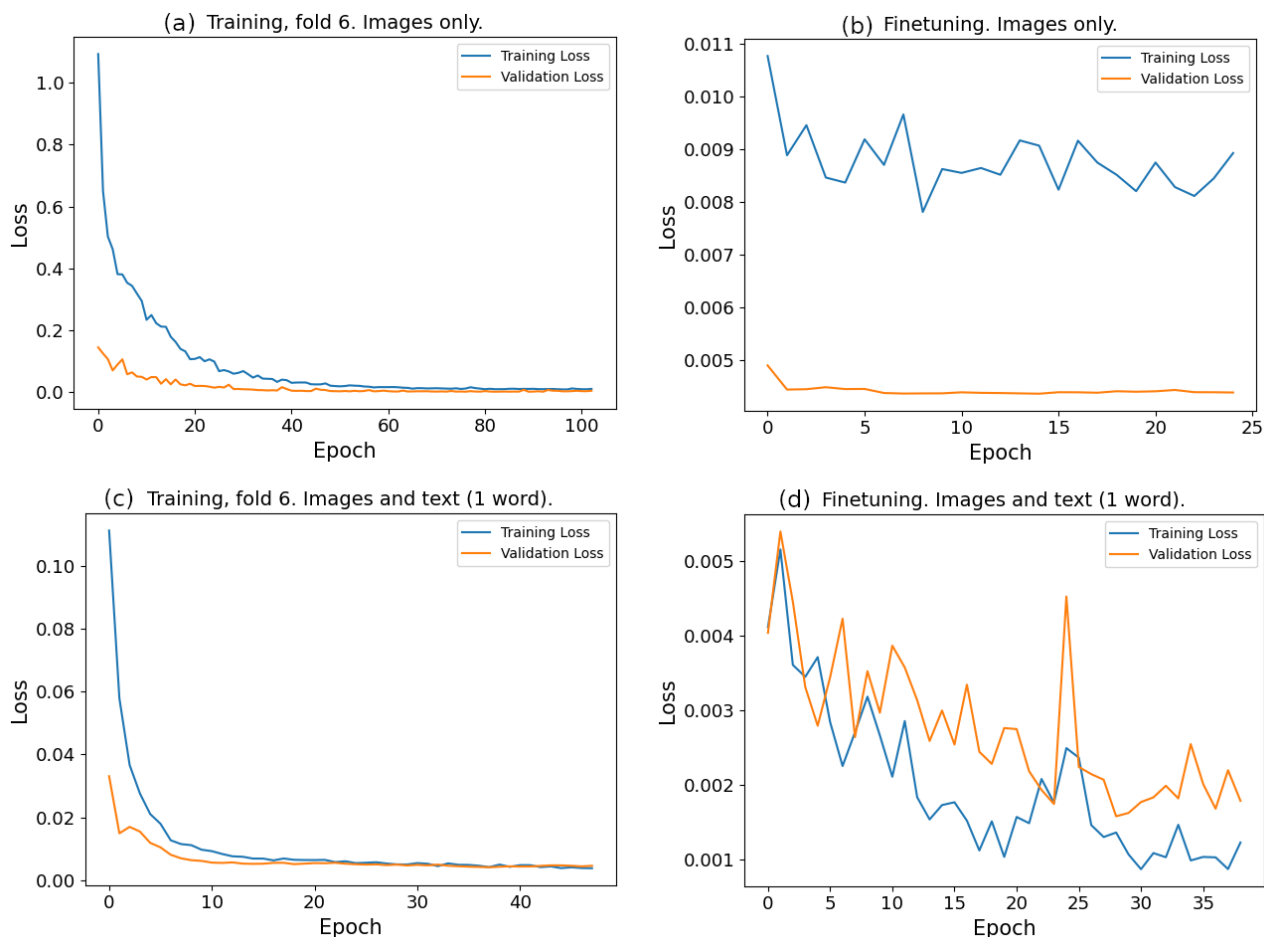 (a) Training, fold 6. Images only.
Training Loss
Validation Loss
Loss
1.0
0.8
0.6
0.4
0.2
0.0
0 20 40 60 80 100
Epoch
(b) Finetuning. Images only.
Training Loss
Validation Loss
Loss
0.011
0.010
0.009
0.008
0.007
0.006
0.005
0 5 10 15 20 25
Epoch
(c) Training, fold 6. Images and text (1 word).
Training Loss
Validation Loss
Loss
0.10
0.08
0.06
0.04
0.02
0.00
0 10 20 30 40
Epoch
(d) Finetuning. Images and text (1 word).
Training Loss
Validation Loss
Loss
0.005
0.004
0.003
0.002
0.001
0 5 10 15 20 25 30 35
Epoch